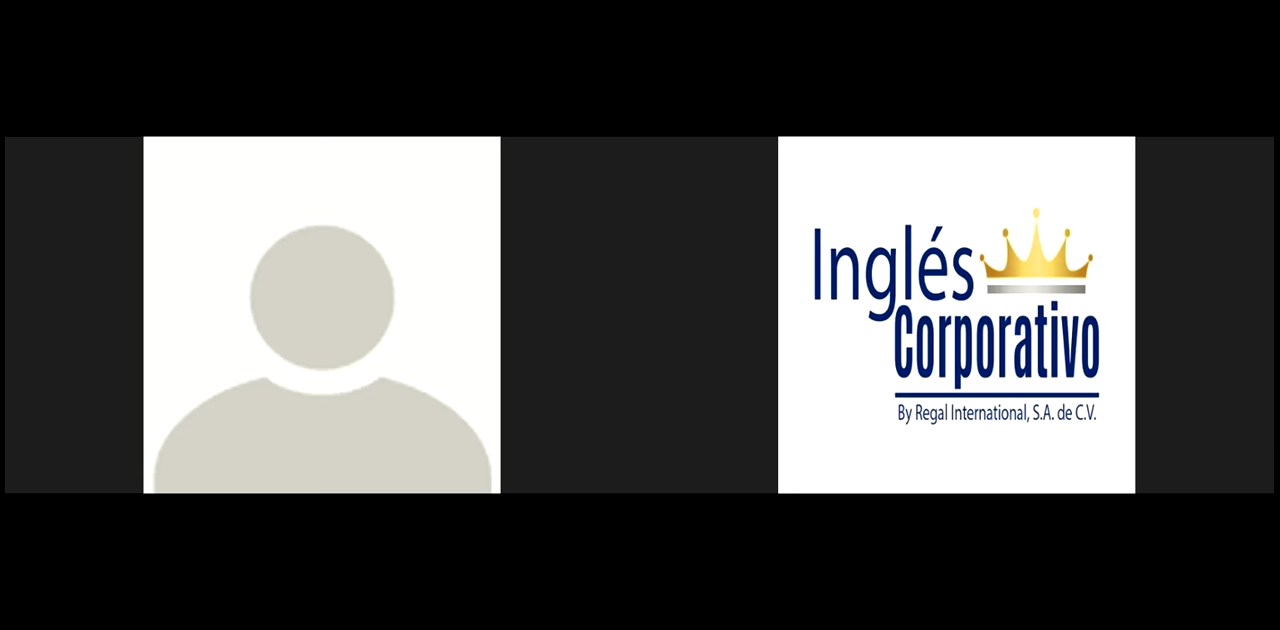 Inglés
Corporativo
By Regal International, S.A. de C.V.